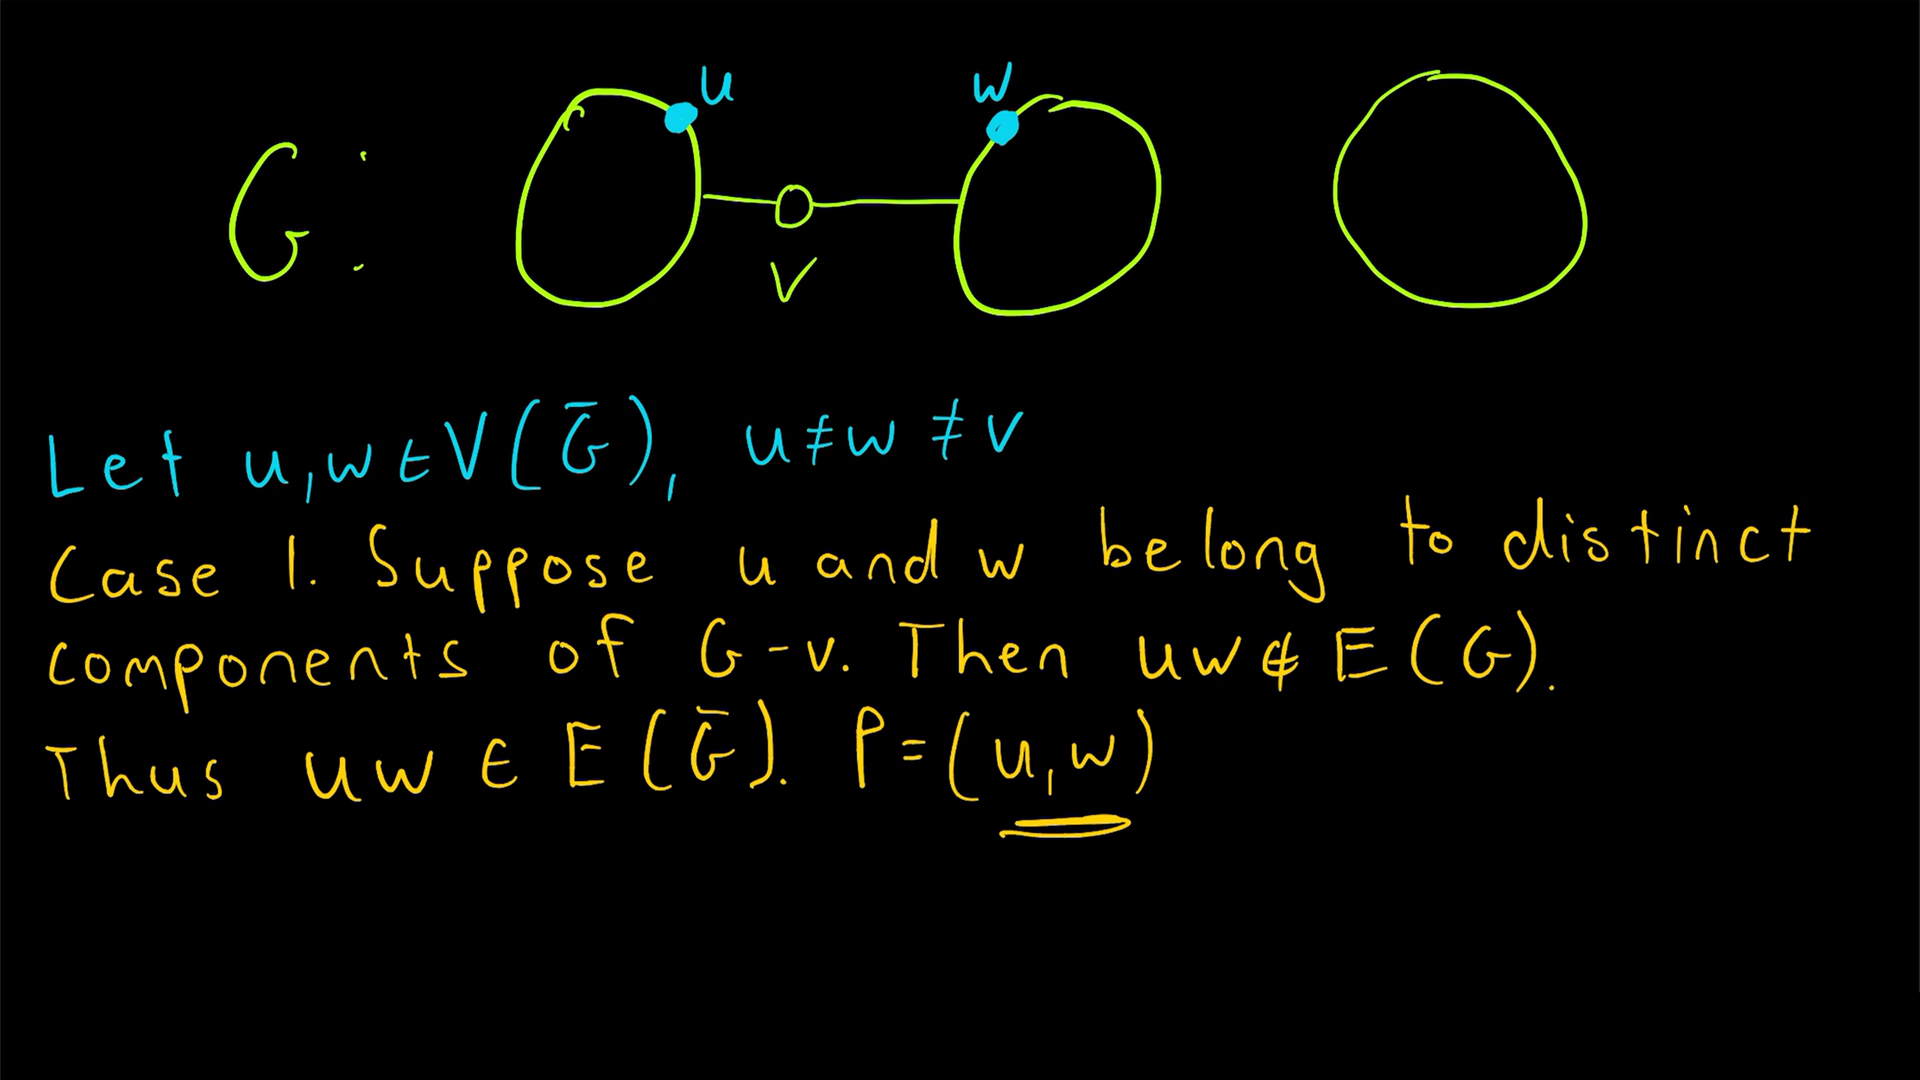 u w
G :
v
Let u, w ∈ V(Ḡ), u ≠ w ≠ v
Case 1. Suppose u and w belong to distinct
components of G-v. Then uw ∉ E(G).
Thus uw ∈ E(Ḡ). P=(u,w)